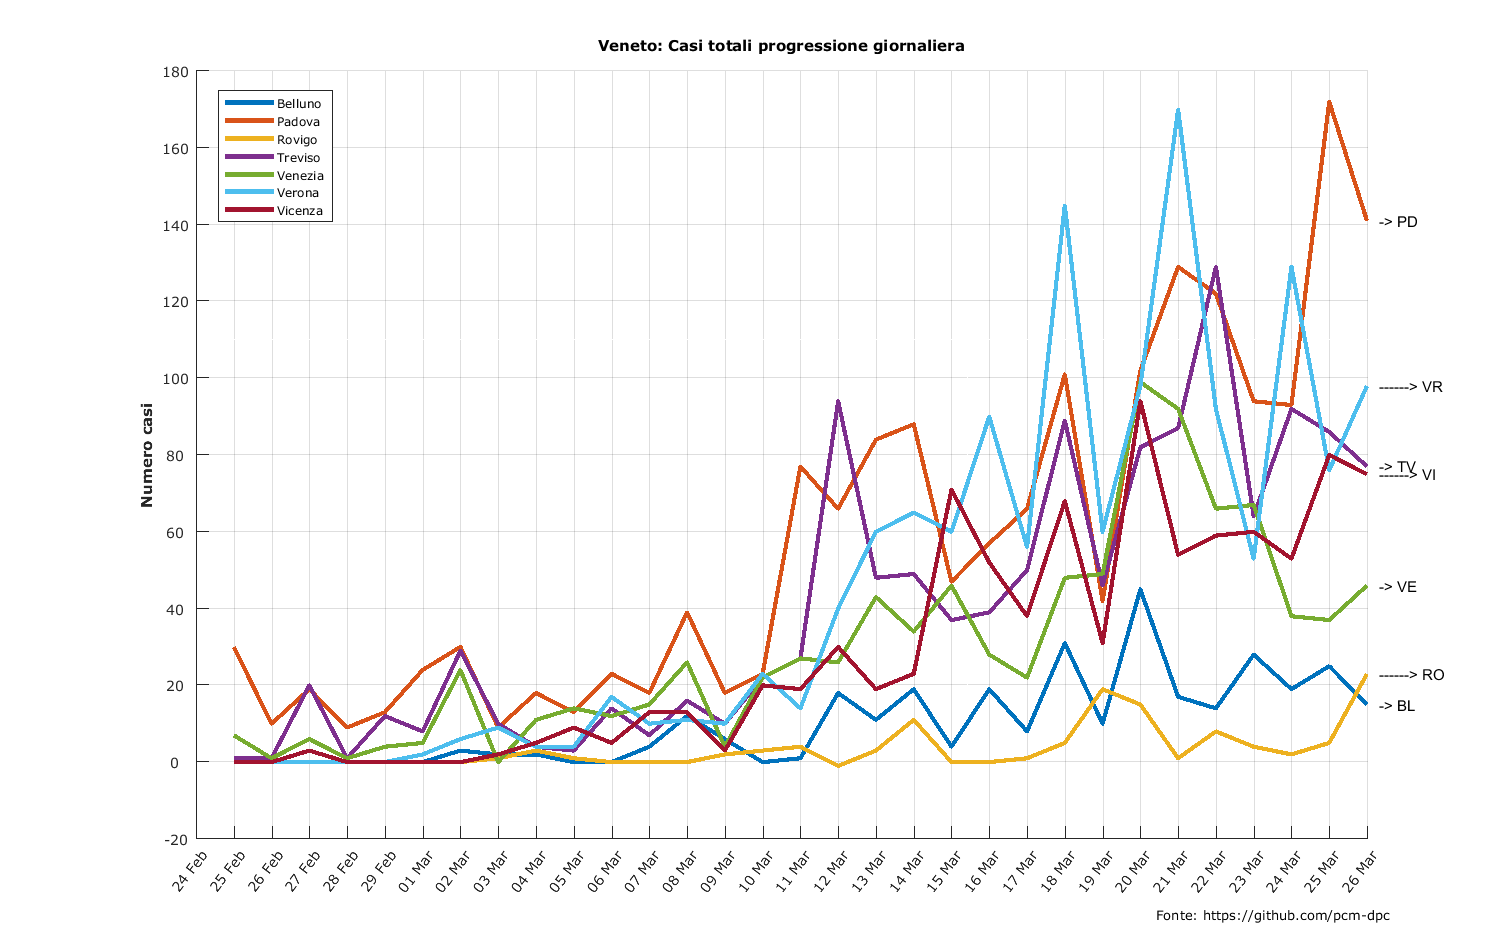 Veneto: Casi totali progressione giornaliera
180
160
140
120
100
80
60
40
20
0
-20
Numero casi
Belluno
Padova
Rovigo
Treviso
Venezia
Verona
Vicenza
-> PD
------> VR
-> TV
------> VI
-> VE
------> RO
-> BL
24 Feb
25 Feb
26 Feb
27 Feb
28 Feb
29 Feb
01 Mar
02 Mar
03 Mar
04 Mar
05 Mar
06 Mar
07 Mar
08 Mar
09 Mar
10 Mar
11 Mar
12 Mar
13 Mar
14 Mar
15 Mar
16 Mar
17 Mar
18 Mar
19 Mar
20 Mar
21 Mar
22 Mar
23 Mar
24 Mar
25 Mar
26 Mar
Fonte: https://github.com/pcm-dpc